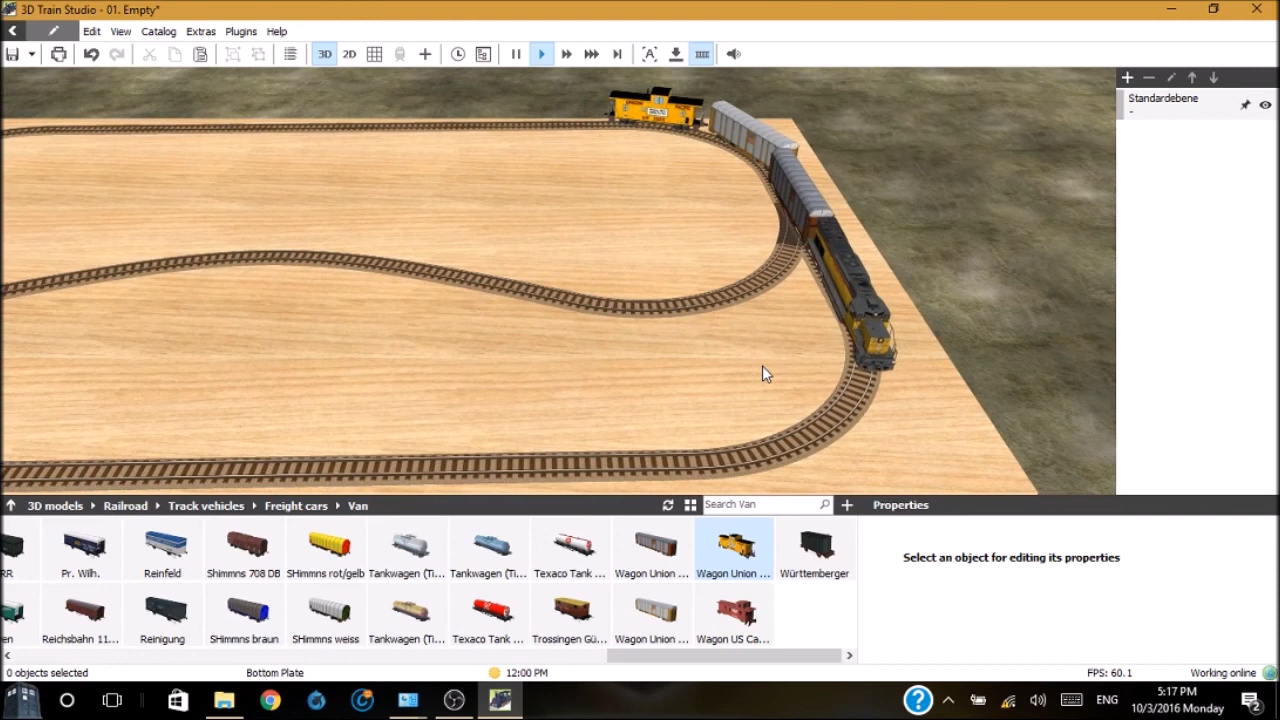 3D Train Studio - 01. Empty*
Edit View Catalog Extras Plugins Help
3D 2D
Standardebene
-
3D models Railroad Track vehicles Freight cars Van
Search Van
Properties
RR
Pr. Wilh.
Reinfeld
Shimmns 708 DB
SHimmns rot/gelb
Tankwagen (Ti...
Tankwagen (Ti...
Texaco Tank ...
Wagon Union ...
Wagon Union ...
Württemberger
Select an object for editing its properties
en
Reichsbahn 11...
Reinigung
SHimmns braun
SHimmns weiss
Tankwagen (Ti...
Texaco Tank ...
Trossingen Gü...
Wagon Union ...
Wagon US Ca...
0 objects selected
Bottom Plate
12:00 PM
FPS: 60.1
Working online
ENG
5:17 PM
10/3/2016 Monday
2